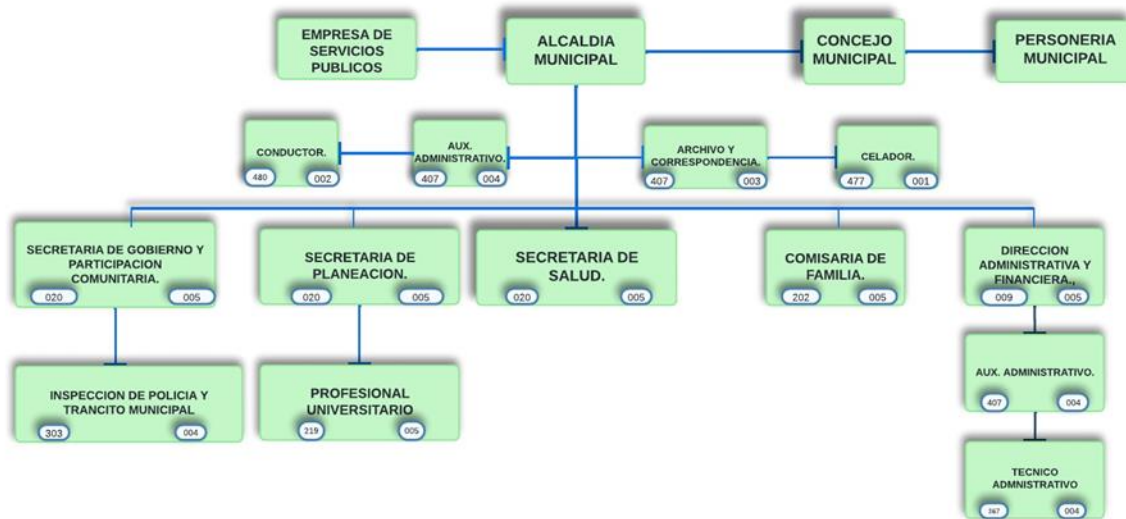 EMPRESA DE
SERVICIOS
PUBLICOS
ALCALDIA
MUNICIPAL
CONCEJO
MUNICIPAL
PERSONERIA
MUNICIPAL
CONDUCTOR.
480 002
AUX.
ADMINISTRATIVO.
407 004
ARCHIVO Y
CORRESPONDENCIA.
407 003
CELADOR.
477 001
SECRETARIA DE GOBIERNO Y
PARTICIPACION
COMUNITARIA.
020 005
SECRETARIA DE
PLANEACION.
020 005
SECRETARIA DE
SALUD.
020 005
COMISARIA DE
FAMILIA.
202 005
DIRECCION
ADMINISTRATIVA Y
FINANCIERA.,
009 005
INSPECCION DE POLICIA Y
TRANCITO MUNICIPAL
303 004
PROFESIONAL
UNIVERSITARIO
219 005
AUX. ADMINISTRATIVO.
407 004
TECNICO
ADMNISTRATIVO
367 004